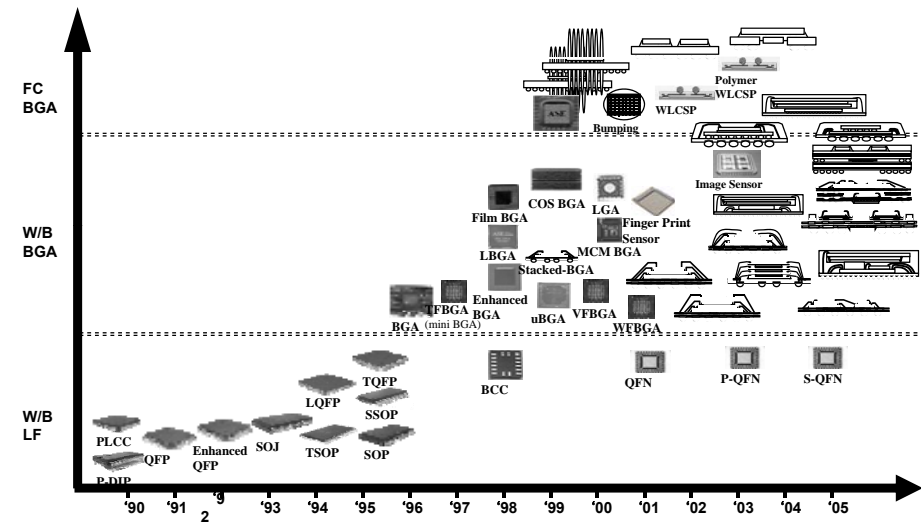 FC
BGA
ASE
Bumping
WLCSP
Polymer
WLCSP
W/B
BGA
Film BGA
COS BGA
LGA
Finger Print
Sensor
Image Sensor
LBGA
MCM BGA
Stacked-BGA
BGA
TFBGA
(mini BGA)
Enhanced
BGA
uBGA
VFBGA
WFBGA
W/B
LF
PLCC
P-DIP
QFP
Enhanced
QFP
SOJ
LQFP
TSOP
TQFP
SSOP
SOP
BCC
QFN
P-QFN
S-QFN
‘90
‘91
‘9
2
‘93
‘94
‘95
‘96
‘97
‘98
‘99
‘00
‘01
‘02
‘03
‘04
‘05